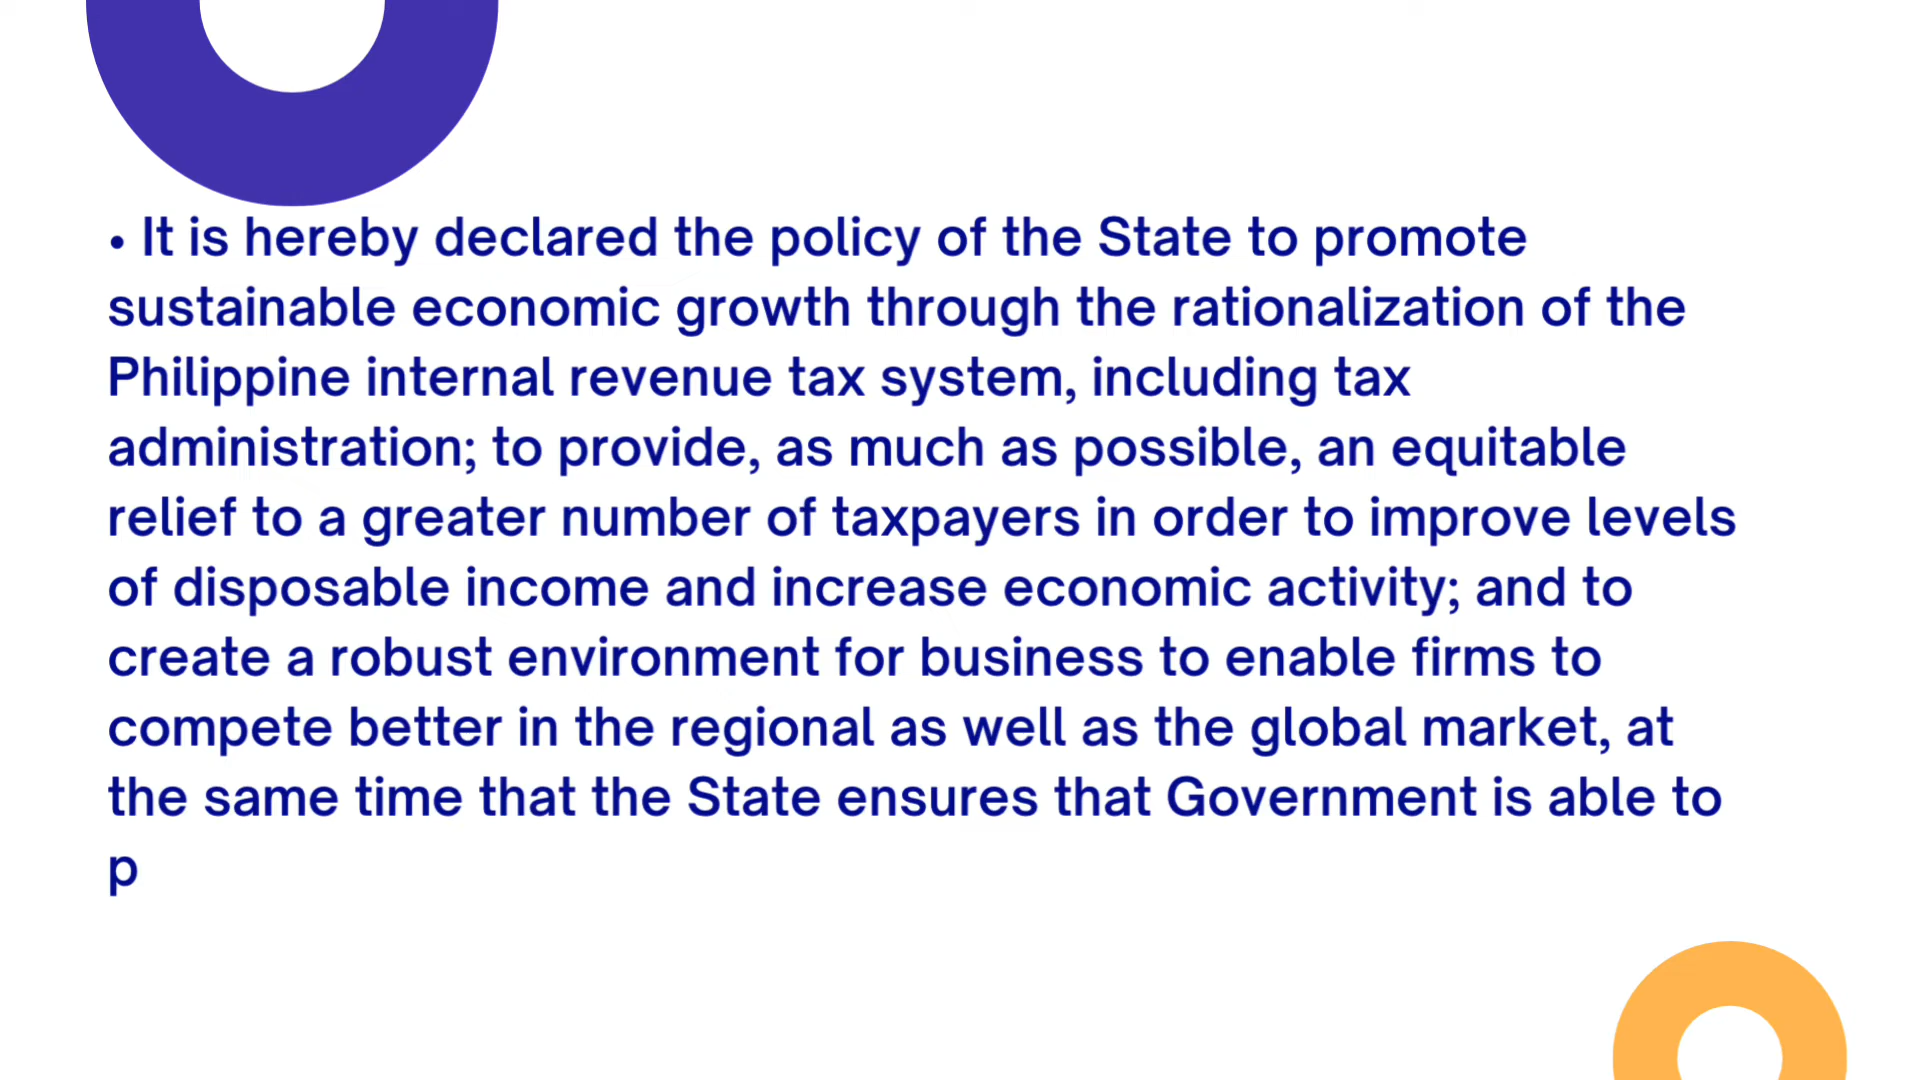 • It is hereby declared the policy of the State to promote
sustainable economic growth through the rationalization of the
Philippine internal revenue tax system, including tax
administration; to provide, as much as possible, an equitable
relief to a greater number of taxpayers in order to improve levels
of disposable income and increase economic activity; and to
create a robust environment for business to enable firms to
compete better in the regional as well as the global market, at
the same time that the State ensures that Government is able to
p